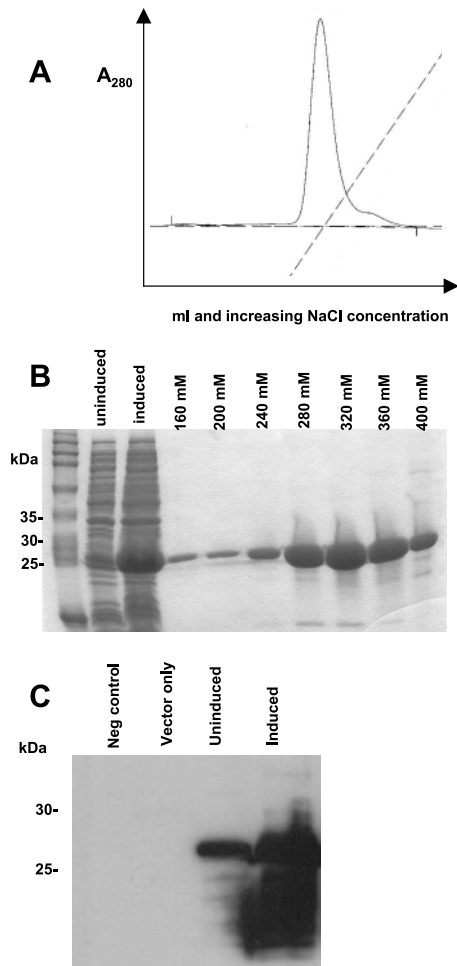 A
A280
ml and increasing NaCl concentration
B
uninduced
induced
160 mM
200 mM
240 mM
280 mM
320 mM
360 mM
400 mM
kDa
35-
30-
25-
C
Neg control
Vector only
Uninduced
Induced
kDa
30-
25-